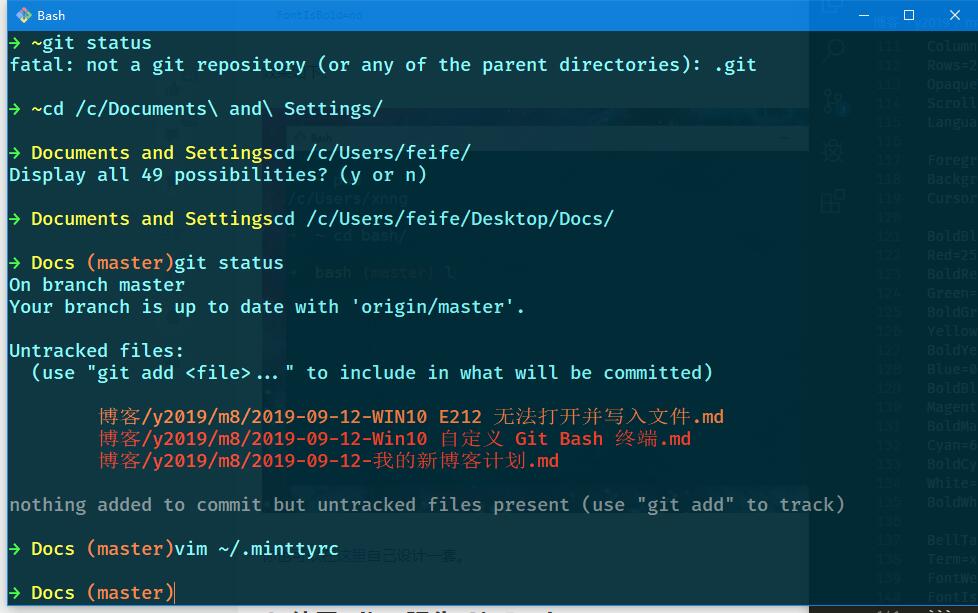 Bash
→ ~git status
fatal: not a git repository (or any of the parent directories): .git
→ ~cd /c/Documents\ and\ Settings/
→ Documents and Settingscd /c/Users/feife/
Display all 49 possibilities? (y or n)
→ Documents and Settingscd /c/Users/feife/Desktop/Docs/
→ Docs (master)git status
On branch master
Your branch is up to date with 'origin/master'.
Untracked files:
(use "git add <file>..." to include in what will be committed)
博客/y2019/m8/2019-09-12-WIN10 E212 无法打开并写入文件.md
博客/y2019/m8/2019-09-12-Win10 自定义 Git Bash 终端.md
博客/y2019/m8/2019-09-12-我的新博客计划.md
nothing added to commit but untracked files present (use "git add" to track)
→ Docs (master)vim ~/.minttyrc
→ Docs (master)